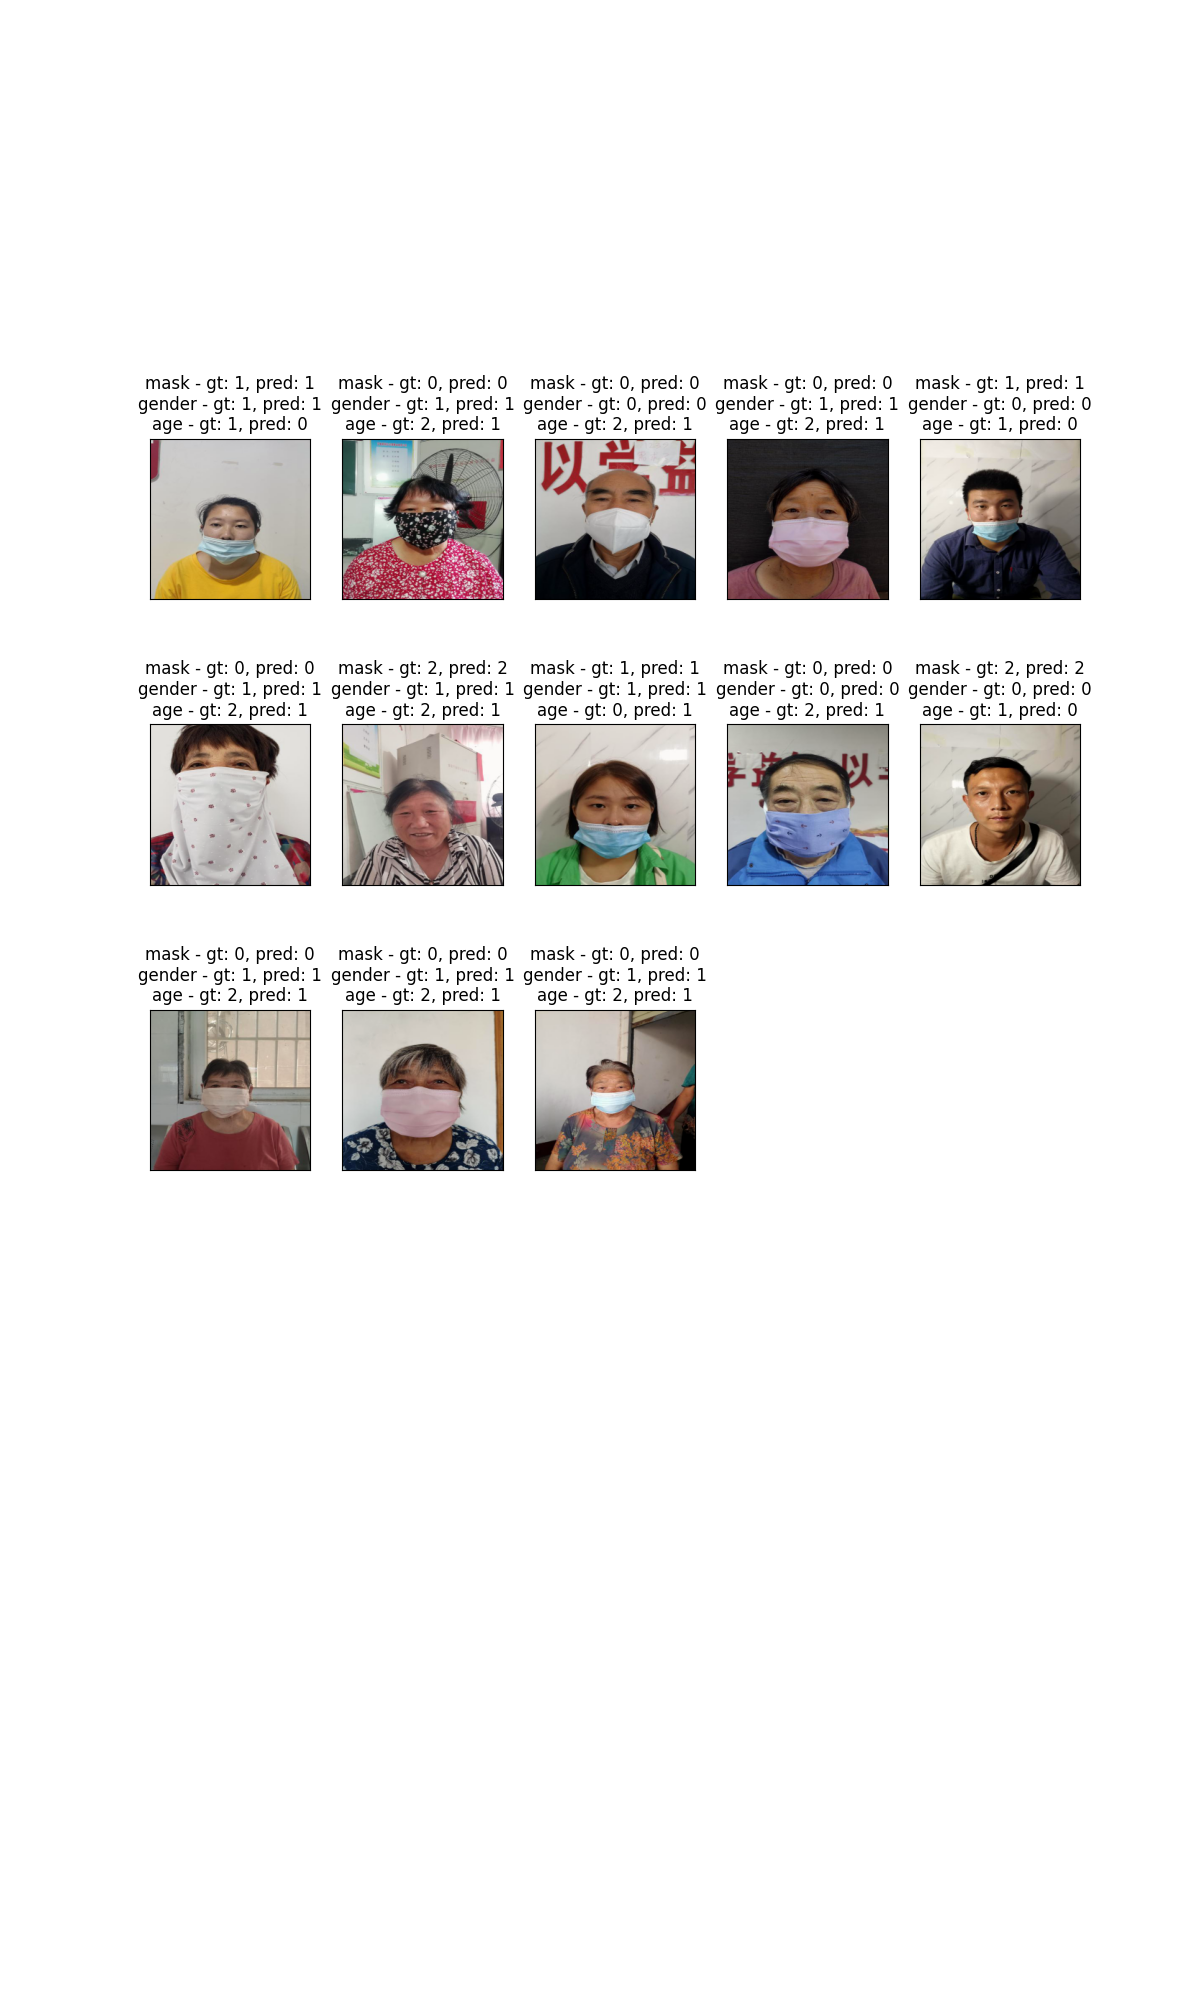 mask - gt: 1, pred: 1
gender - gt: 1, pred: 1
age - gt: 1, pred: 0
mask - gt: 0, pred: 0
gender - gt: 1, pred: 1
age - gt: 2, pred: 1
mask - gt: 0, pred: 0
gender - gt: 0, pred: 0
age - gt: 2, pred: 1
mask - gt: 0, pred: 0
gender - gt: 1, pred: 1
age - gt: 2, pred: 1
mask - gt: 1, pred: 1
gender - gt: 0, pred: 0
age - gt: 1, pred: 0
以学益
mask - gt: 0, pred: 0
gender - gt: 1, pred: 1
age - gt: 2, pred: 1
mask - gt: 2, pred: 2
gender - gt: 1, pred: 1
age - gt: 2, pred: 1
mask - gt: 1, pred: 1
gender - gt: 1, pred: 1
age - gt: 0, pred: 1
mask - gt: 0, pred: 0
gender - gt: 0, pred: 0
age - gt: 2, pred: 1
mask - gt: 2, pred: 2
gender - gt: 0, pred: 0
age - gt: 1, pred: 0
学益 以
mask - gt: 0, pred: 0
gender - gt: 1, pred: 1
age - gt: 2, pred: 1
mask - gt: 0, pred: 0
gender - gt: 1, pred: 1
age - gt: 2, pred: 1
mask - gt: 0, pred: 0
gender - gt: 1, pred: 1
age - gt: 2, pred: 1